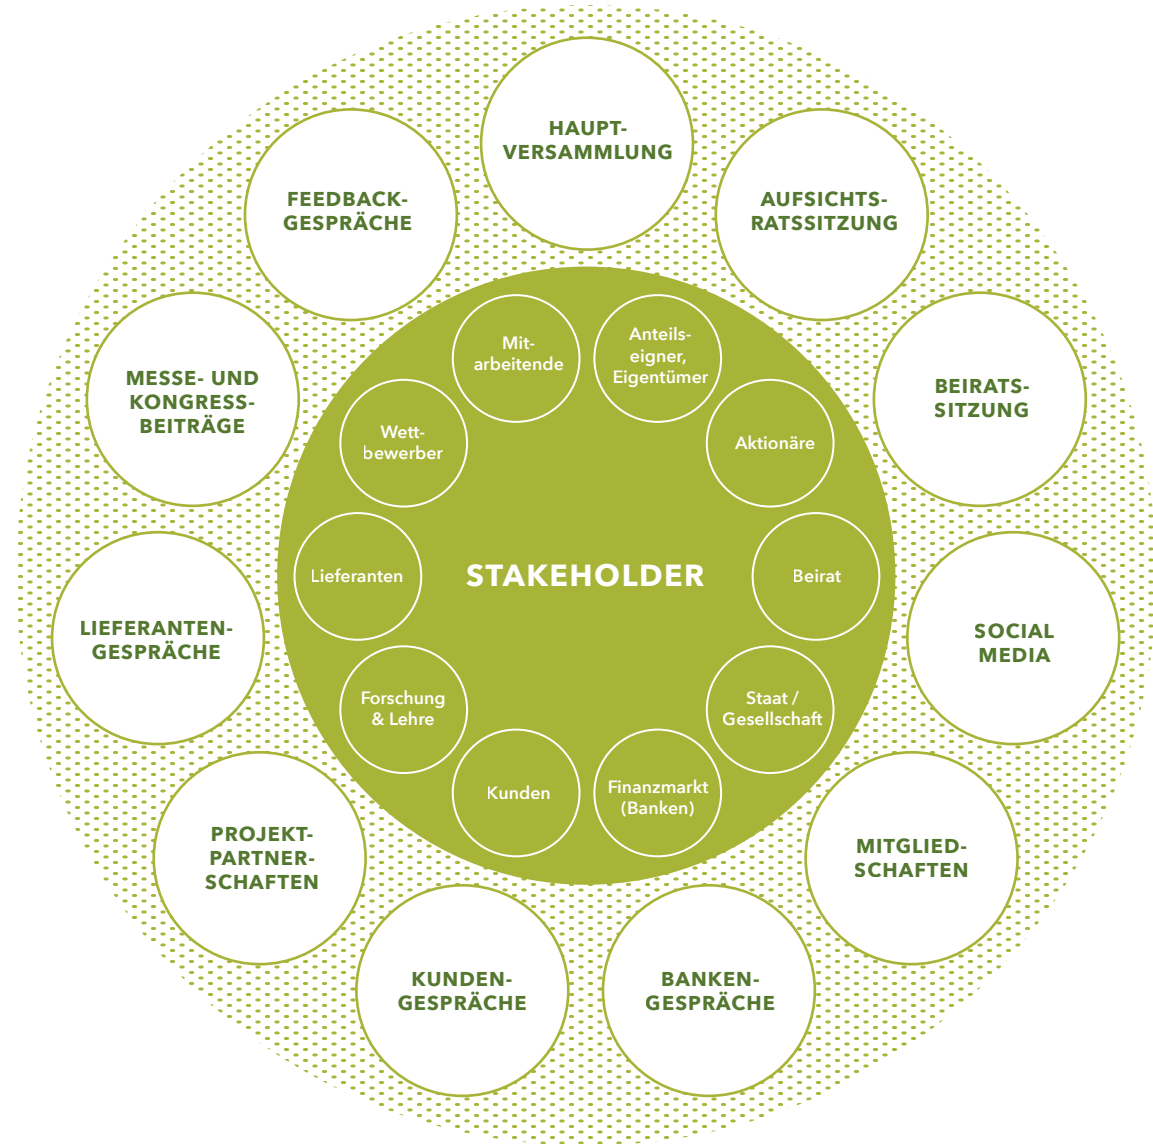 HAUPT-
VERSAMMLUNG
AUFSICHTS-
RATSSITZUNG
BEIRATS-
SITZUNG
SOCIAL
MEDIA
MITGLIED-
SCHAFTEN
BANKEN-
GESPRÄCHE
KUNDEN-
GESPRÄCHE
PROJEKT-
PARTNER-
SCHAFTEN
LIEFERANTEN-
GESPRÄCHE
MESSE- UND
KONGRESS-
BEITRÄGE
FEEDBACK-
GESPRÄCHE
STAKEHOLDER
Anteils-
eigner,
Eigentümer
Aktionäre
Beirat
Staat /
Gesellschaft
Finanzmarkt
(Banken)
Kunden
Forschung
& Lehre
Lieferanten
Wett-
bewerber
Mit-
arbeitende